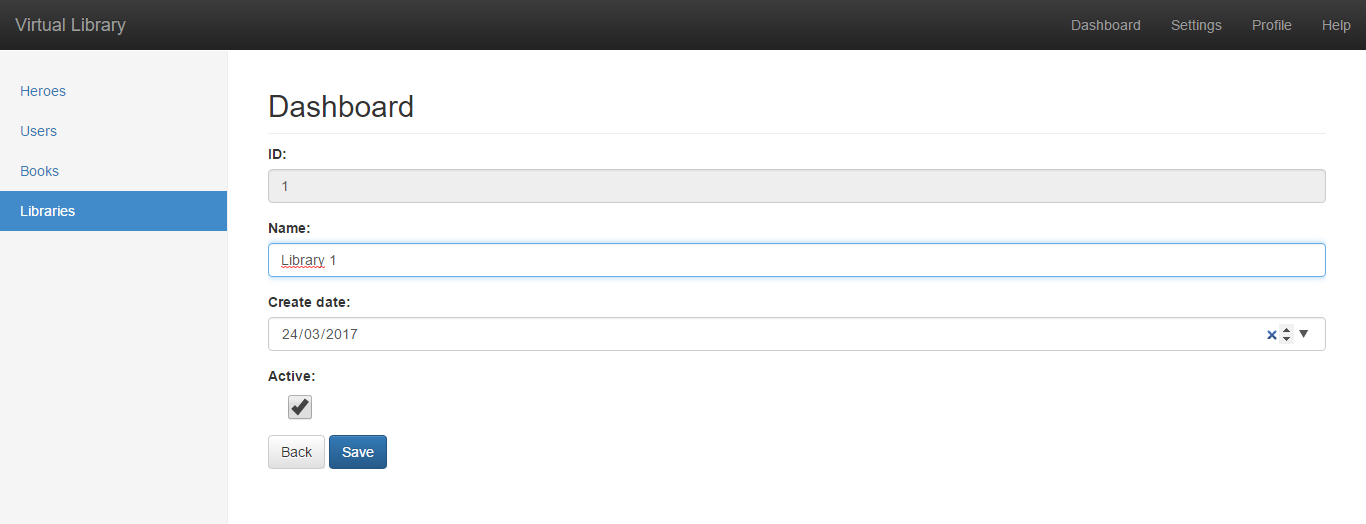 Virtual Library
Dashboard Settings Profile Help
Heroes
Users
Books
Libraries
Dashboard
ID:
1
Name:
Library 1
Create date:
24/03/2017
Active:
Back Save